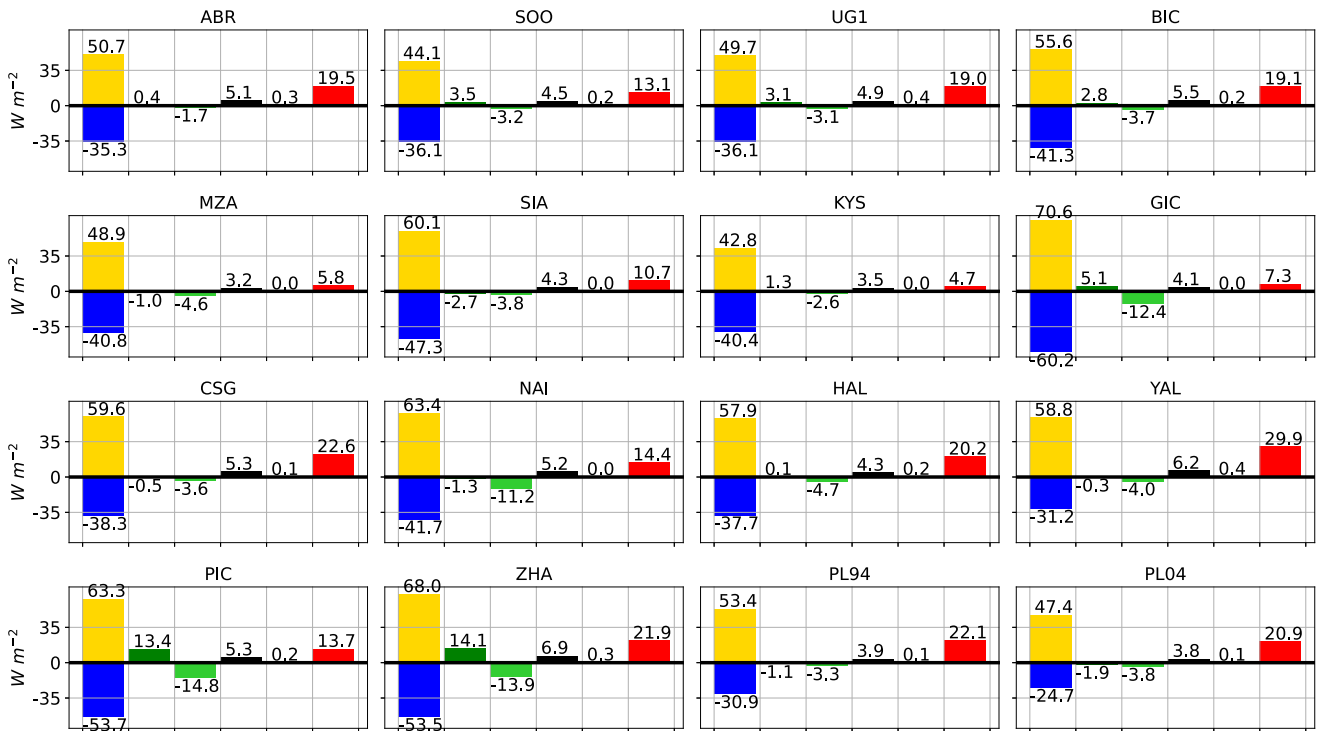 ABR SOO UG1 BIC
W m⁻²
35
0
-35
50.7 -35.3 0.4 -1.7 5.1 0.3 19.5
44.1 -36.1 3.5 -3.2 4.5 0.2 13.1
49.7 -36.1 3.1 -3.1 4.9 0.4 19.0
55.6 -41.3 2.8 -3.7 5.5 0.2 19.1
MZA SIA KYS GIC
W m⁻²
35
0
-35
48.9 -40.8 -1.0 -4.6 3.2 0.0 5.8
60.1 -47.3 -2.7 -3.8 4.3 0.0 10.7
42.8 -40.4 1.3 -2.6 3.5 0.0 4.7
70.6 -60.2 5.1 -12.4 4.1 0.0 7.3
CSG NAI HAL YAL
W m⁻²
35
0
-35
59.6 -38.3 -0.5 -3.6 5.3 0.1 22.6
63.4 -41.7 -1.3 -11.2 5.2 0.0 14.4
57.9 -37.7 0.1 -4.7 4.3 0.2 20.2
58.8 -31.2 -0.3 -4.0 6.2 0.4 29.9
PIC ZHA PL94 PL04
W m⁻²
35
0
-35
63.3 -53.7 13.4 -14.8 5.3 0.2 13.7
68.0 -53.5 14.1 -13.9 6.9 0.3 21.9
53.4 -30.9 -1.1 -3.3 3.9 0.1 22.1
47.4 -24.7 -1.9 -3.8 3.8 0.1 20.9